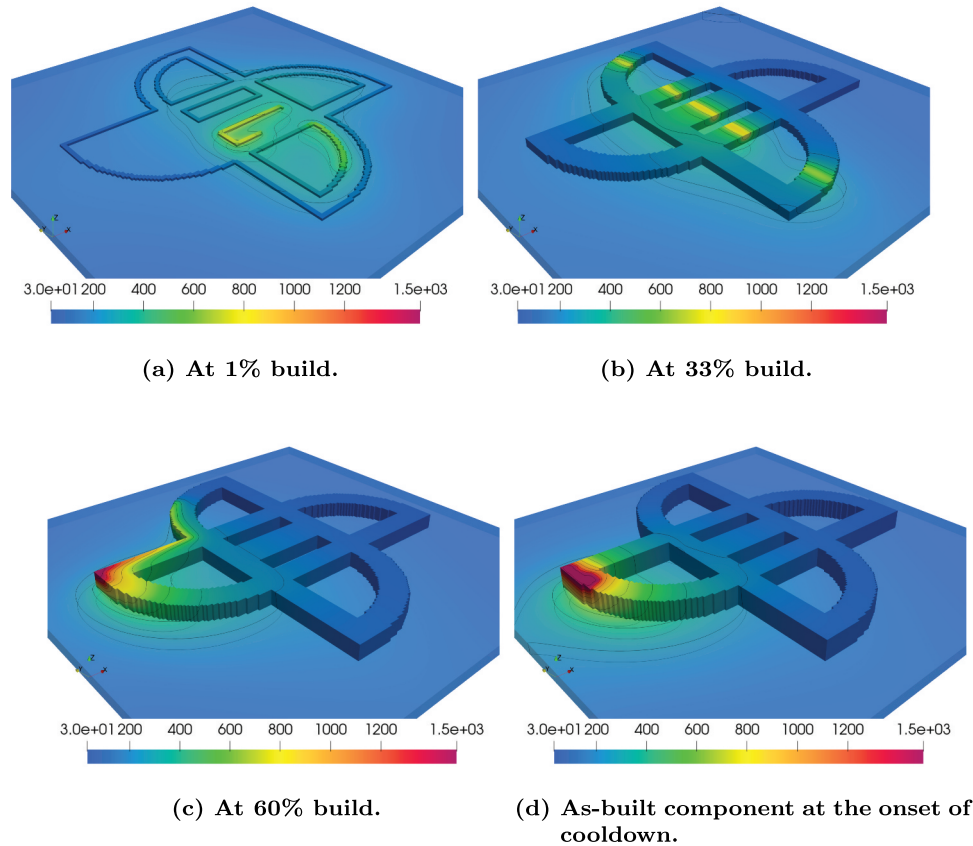 3.0e+01 200 400 600 800 1000 1200 1.5e+03
3.0e+01 200 400 600 800 1000 1200 1.5e+03
(a) At 1% build.
(b) At 33% build.
3.0e+01 200 400 600 800 1000 1200 1.5e+03
3.0e+01 200 400 600 800 1000 1200 1.5e+03
(c) At 60% build.
(d) As-built component at the onset of
cooldown.